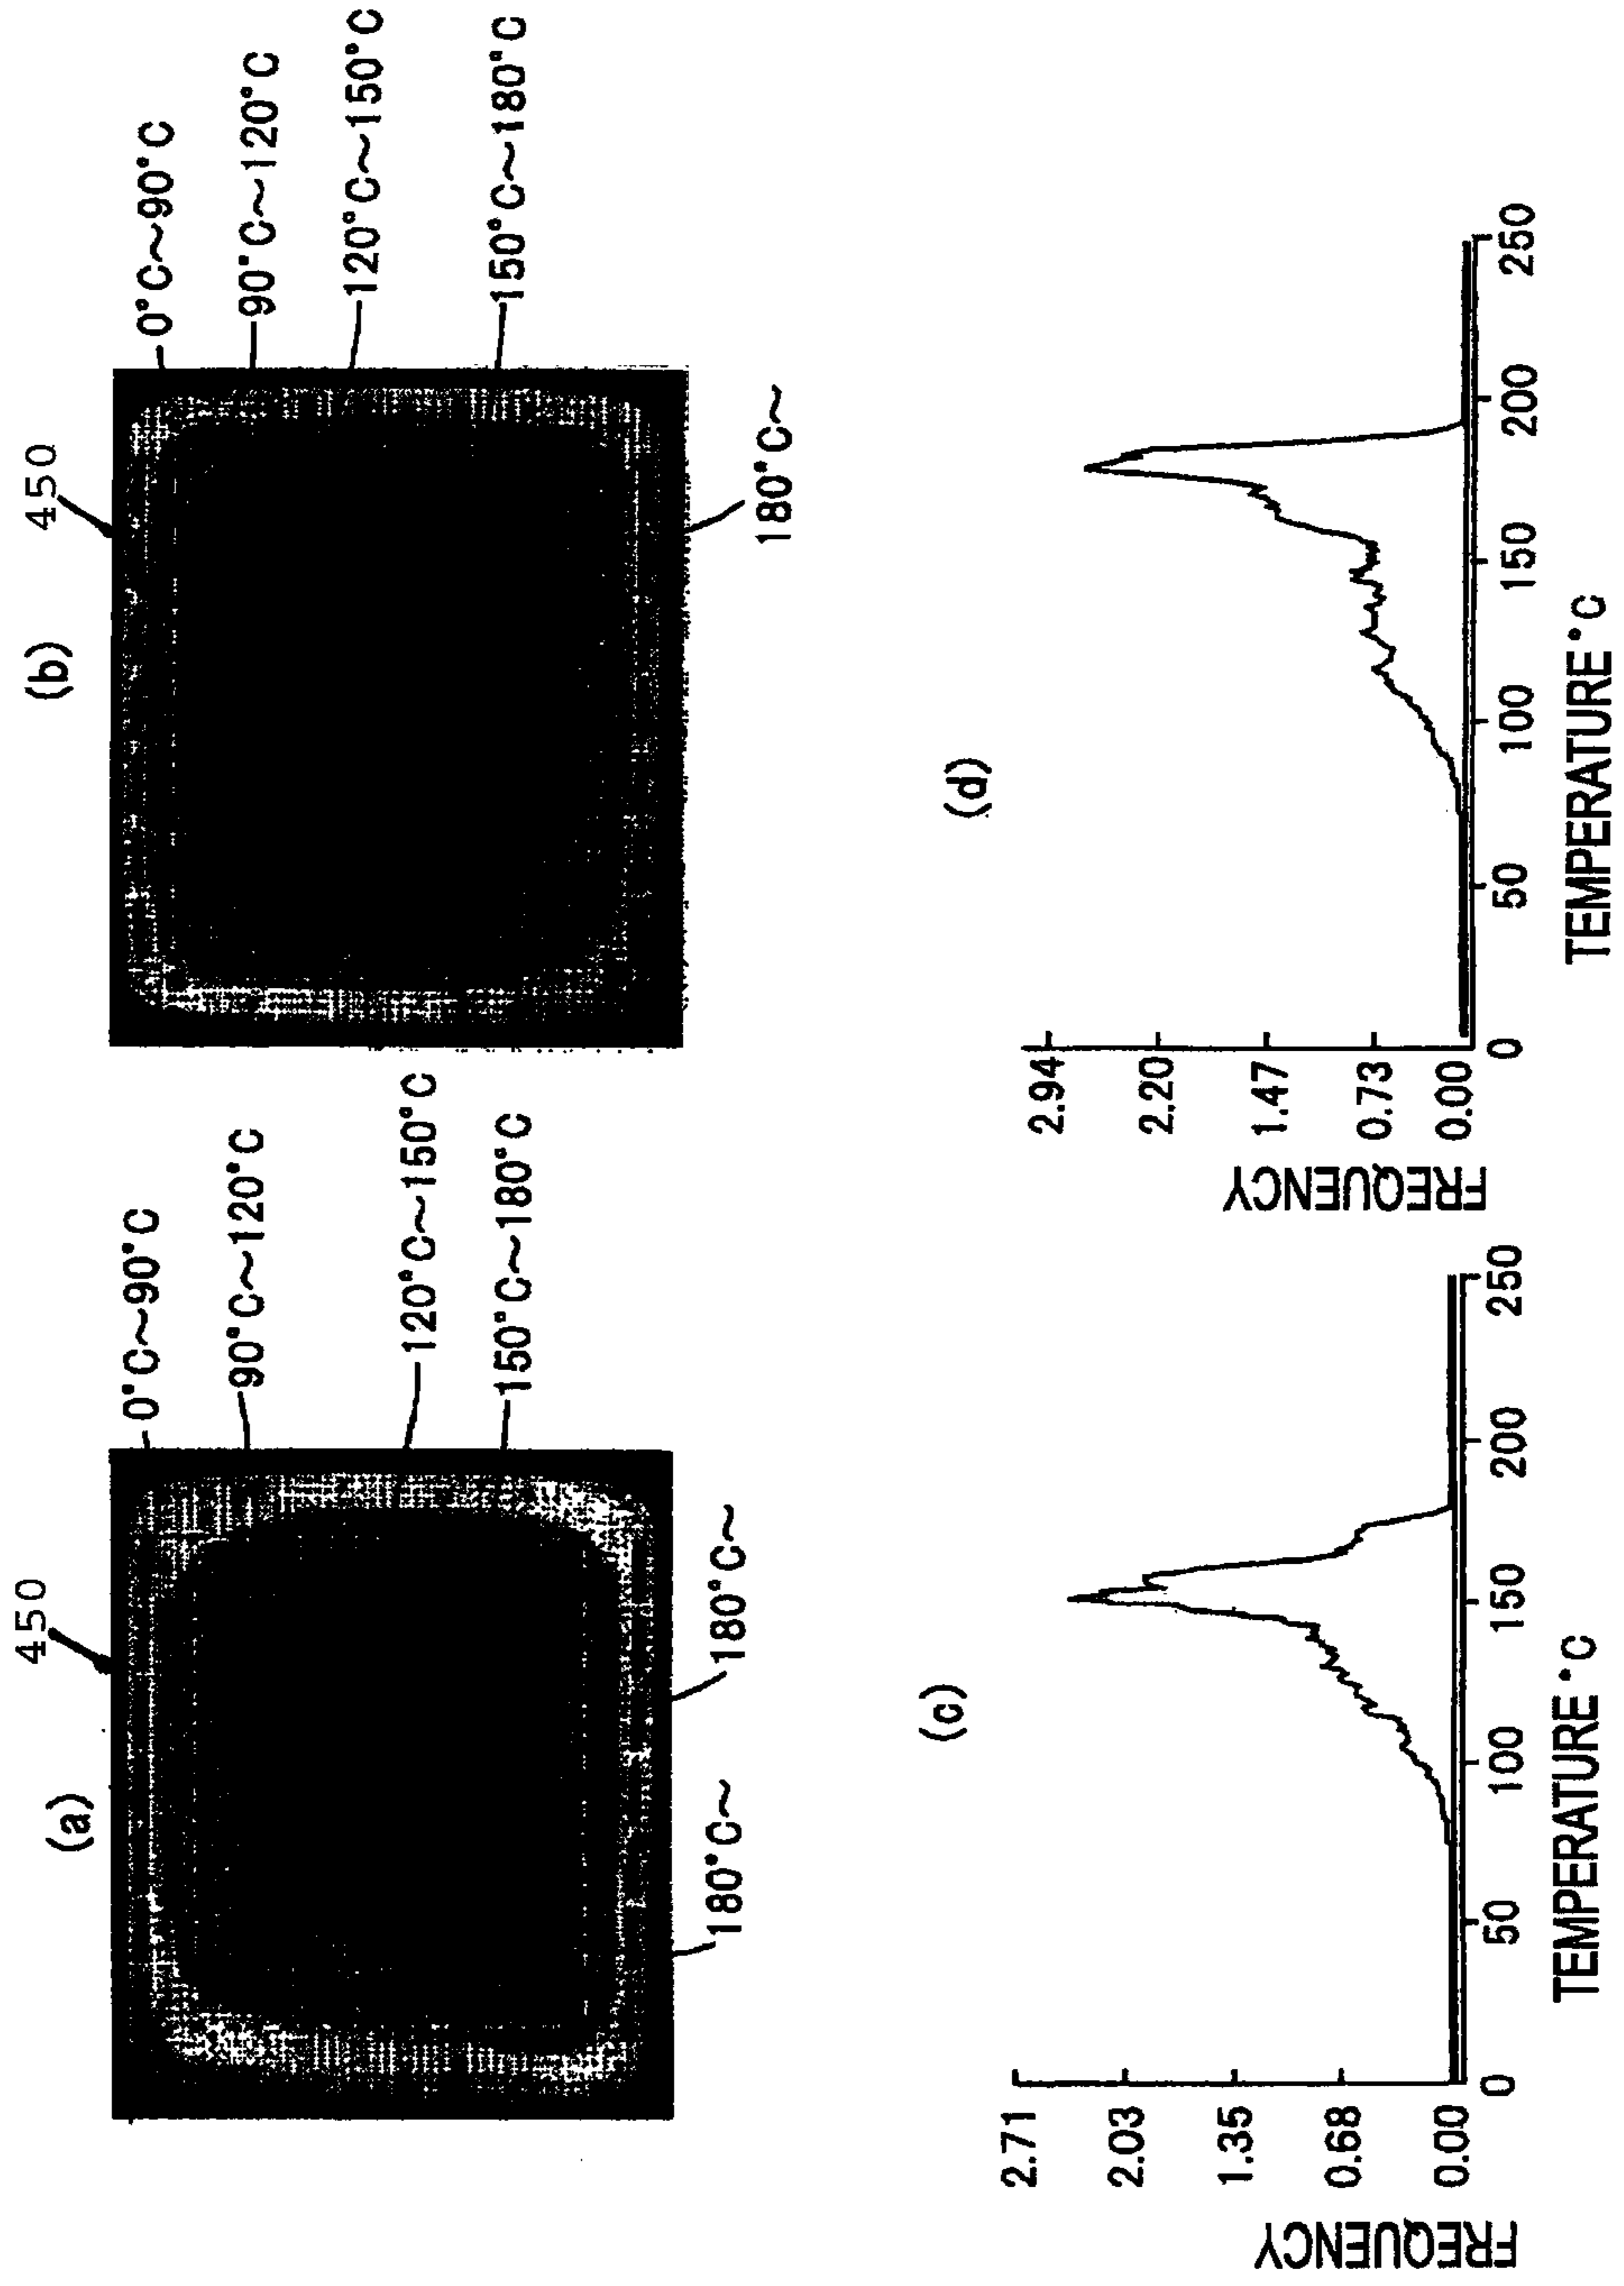 (a)
450
0°C~90°C
90°C~120°C
120°C~150°C
150°C~180°C
180°C~
180°C~
(b)
450
0°C~90°C
90°C~120°C
120°C~150°C
150°C~180°C
180°C~
(c)
FREQUENCY
2.71
2.03
1.35
0.68
0.00
0
50
100
150
200
250
TEMPERATURE °C
(d)
FREQUENCY
2.94
2.20
1.47
0.73
0.00
0
50
100
150
200
250
TEMPERATURE °C